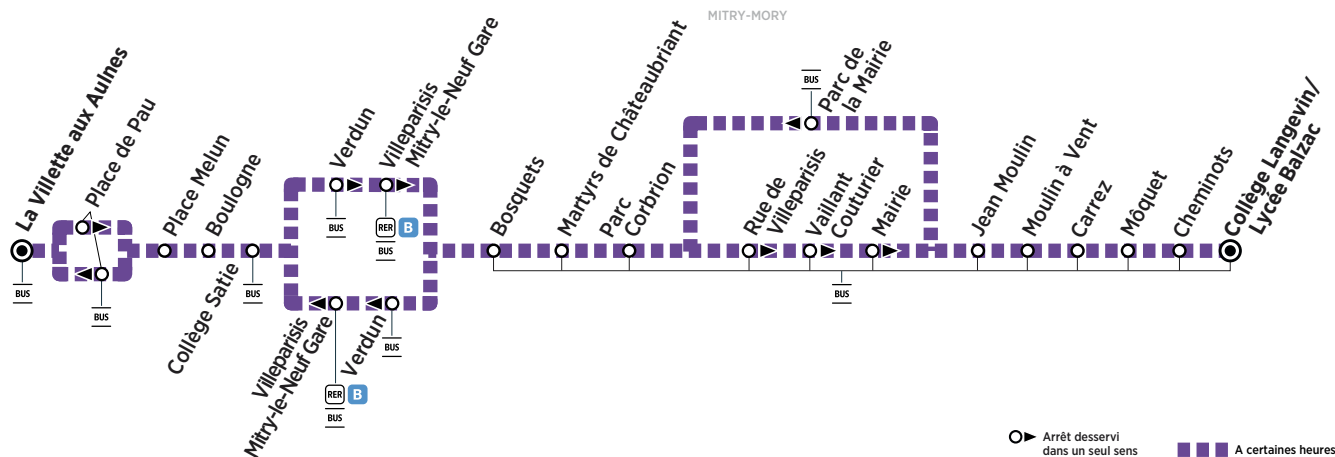 MITRY-MORY
La Villette aux Aulnes
BUS
Place de Pau
BUS
Place Melun
Boulogne
Collège Satie
BUS
Verdun
BUS
Villeparisis
Mitry-le-Neuf Gare
RER B
BUS
Villeparisis
Mitry-le-Neuf Gare
RER B
BUS
Verdun
BUS
Bosquets
Martyrs de Châteaubriant
Parc
Corbrion
BUS
Parc de
la Mairie
Rue de
Villeparisis
Vaillant
Couturier
Mairie
BUS
Jean Moulin
Moulin à Vent
Carrez
Môquet
Cheminots
Collège Langevin/
Lycée Balzac
Arrêt desservi
dans un seul sens
A certaines heures